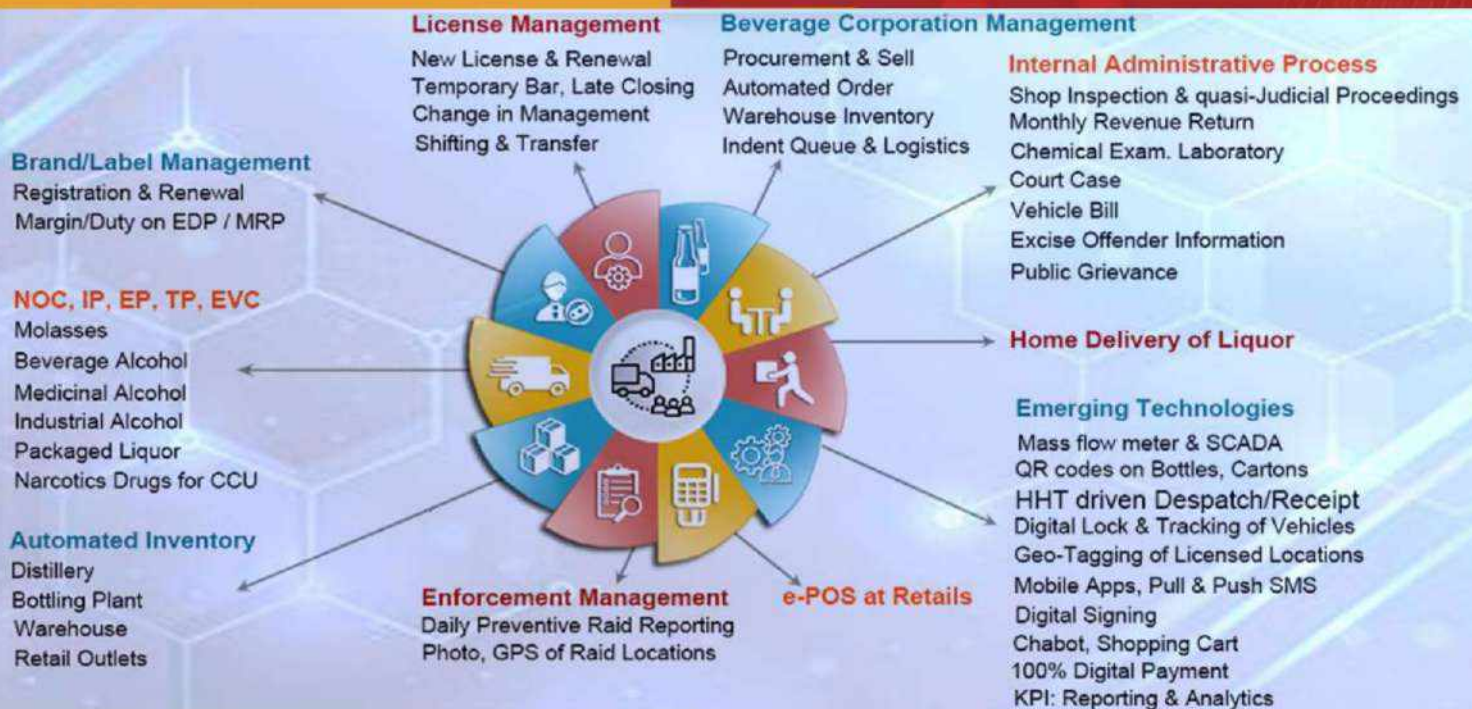 License Management
New License & Renewal
Temporary Bar, Late Closing
Change in Management
Shifting & Transfer
Beverage Corporation Management
Procurement & Sell
Automated Order
Warehouse Inventory
Indent Queue & Logistics
Internal Administrative Process
Shop Inspection & quasi-Judicial Proceedings
Monthly Revenue Return
Chemical Exam. Laboratory
Court Case
Vehicle Bill
Excise Offender Information
Public Grievance
Brand/Label Management
Registration & Renewal
Margin/Duty on EDP / MRP
NOC, IP, EP, TP, EVC
Molasses
Beverage Alcohol
Medicinal Alcohol
Industrial Alcohol
Packaged Liquor
Narcotics Drugs for CCU
Home Delivery of Liquor
Emerging Technologies
Mass flow meter & SCADA
QR codes on Bottles, Cartons
HHT driven Despatch/Receipt
Digital Lock & Tracking of Vehicles
Geo-Tagging of Licensed Locations
Mobile Apps, Pull & Push SMS
Digital Signing
Chabot, Shopping Cart
100% Digital Payment
KPI: Reporting & Analytics
Automated Inventory
Distillery
Bottling Plant
Warehouse
Retail Outlets
Enforcement Management
Daily Preventive Raid Reporting
Photo, GPS of Raid Locations
e-POS at Retails